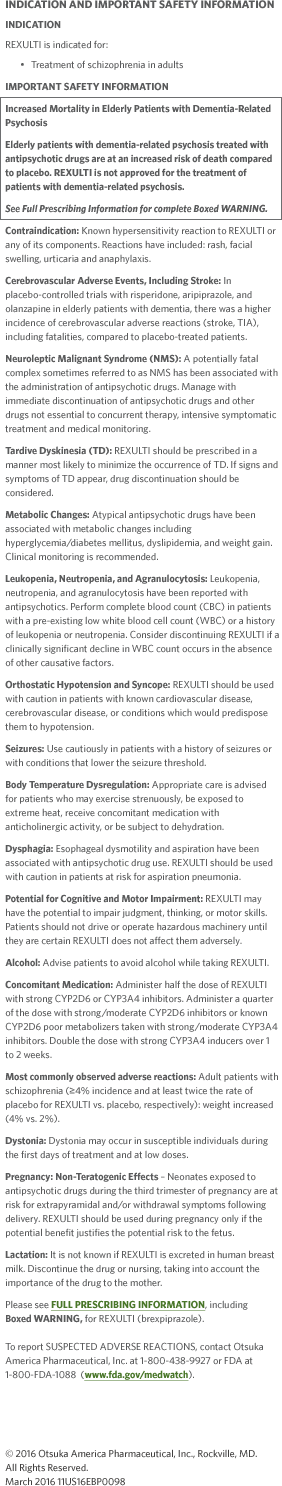 INDICATION AND IMPORTANT SAFETY INFORMATION
INDICATION
REXULTI is indicated for:
• Treatment of schizophrenia in adults
IMPORTANT SAFETY INFORMATION
Increased Mortality in Elderly Patients with Dementia-Related
Psychosis
Elderly patients with dementia-related psychosis treated with
antipsychotic drugs are at an increased risk of death compared
to placebo. REXULTI is not approved for the treatment of
patients with dementia-related psychosis.
See Full Prescribing Information for complete Boxed WARNING.
Contraindication: Known hypersensitivity reaction to REXULTI or
any of its components. Reactions have included: rash, facial
swelling, urticaria and anaphylaxis.
Cerebrovascular Adverse Events, Including Stroke: In
placebo-controlled trials with risperidone, aripiprazole, and
olanzapine in elderly patients with dementia, there was a higher
incidence of cerebrovascular adverse reactions (stroke, TIA),
including fatalities, compared to placebo-treated patients.
Neuroleptic Malignant Syndrome (NMS): A potentially fatal
complex sometimes referred to as NMS has been associated with
the administration of antipsychotic drugs. Manage with
immediate discontinuation of antipsychotic drugs and other
drugs not essential to concurrent therapy, intensive symptomatic
treatment and medical monitoring.
Tardive Dyskinesia (TD): REXULTI should be prescribed in a
manner most likely to minimize the occurrence of TD. If signs and
symptoms of TD appear, drug discontinuation should be
considered.
Metabolic Changes: Atypical antipsychotic drugs have been
associated with metabolic changes including
hyperglycemia/diabetes mellitus, dyslipidemia, and weight gain.
Clinical monitoring is recommended.
Leukopenia, Neutropenia, and Agranulocytosis: Leukopenia,
neutropenia, and agranulocytosis have been reported with
antipsychotics. Perform complete blood count (CBC) in patients
with a pre-existing low white blood cell count (WBC) or a history
of leukopenia or neutropenia. Consider discontinuing REXULTI if a
clinically significant decline in WBC count occurs in the absence
of other causative factors.
Orthostatic Hypotension and Syncope: REXULTI should be used
with caution in patients with known cardiovascular disease,
cerebrovascular disease, or conditions which would predispose
them to hypotension.
Seizures: Use cautiously in patients with a history of seizures or
with conditions that lower the seizure threshold.
Body Temperature Dysregulation: Appropriate care is advised
for patients who may exercise strenuously, be exposed to
extreme heat, receive concomitant medication with
anticholinergic activity, or be subject to dehydration.
Dysphagia: Esophageal dysmotility and aspiration have been
associated with antipsychotic drug use. REXULTI should be used
with caution in patients at risk for aspiration pneumonia.
Potential for Cognitive and Motor Impairment: REXULTI may
have the potential to impair judgment, thinking, or motor skills.
Patients should not drive or operate hazardous machinery until
they are certain REXULTI does not affect them adversely.
Alcohol: Advise patients to avoid alcohol while taking REXULTI.
Concomitant Medication: Administer half the dose of REXULTI
with strong CYP2D6 or CYP3A4 inhibitors. Administer a quarter
of the dose with strong/moderate CYP2D6 inhibitors or known
CYP2D6 poor metabolizers taken with strong/moderate CYP3A4
inhibitors. Double the dose with strong CYP3A4 inducers over 1
to 2 weeks.
Most commonly observed adverse reactions: Adult patients with
schizophrenia (≥4% incidence and at least twice the rate of
placebo for REXULTI vs. placebo, respectively): weight increased
(4% vs. 2%).
Dystonia: Dystonia may occur in susceptible individuals during
the first days of treatment and at low doses.
Pregnancy: Non-Teratogenic Effects – Neonates exposed to
antipsychotic drugs during the third trimester of pregnancy are at
risk for extrapyramidal and/or withdrawal symptoms following
delivery. REXULTI should be used during pregnancy only if the
potential benefit justifies the potential risk to the fetus.
Lactation: It is not known if REXULTI is excreted in human breast
milk. Discontinue the drug or nursing, taking into account the
importance of the drug to the mother.
Please see FULL PRESCRIBING INFORMATION, including
Boxed WARNING, for REXULTI (brexpiprazole).
To report SUSPECTED ADVERSE REACTIONS, contact Otsuka
America Pharmaceutical, Inc. at 1-800-438-9927 or FDA at
1-800-FDA-1088 (www.fda.gov/medwatch).
© 2016 Otsuka America Pharmaceutical, Inc., Rockville, MD.
All Rights Reserved.
March 2016 11US16EBP0098